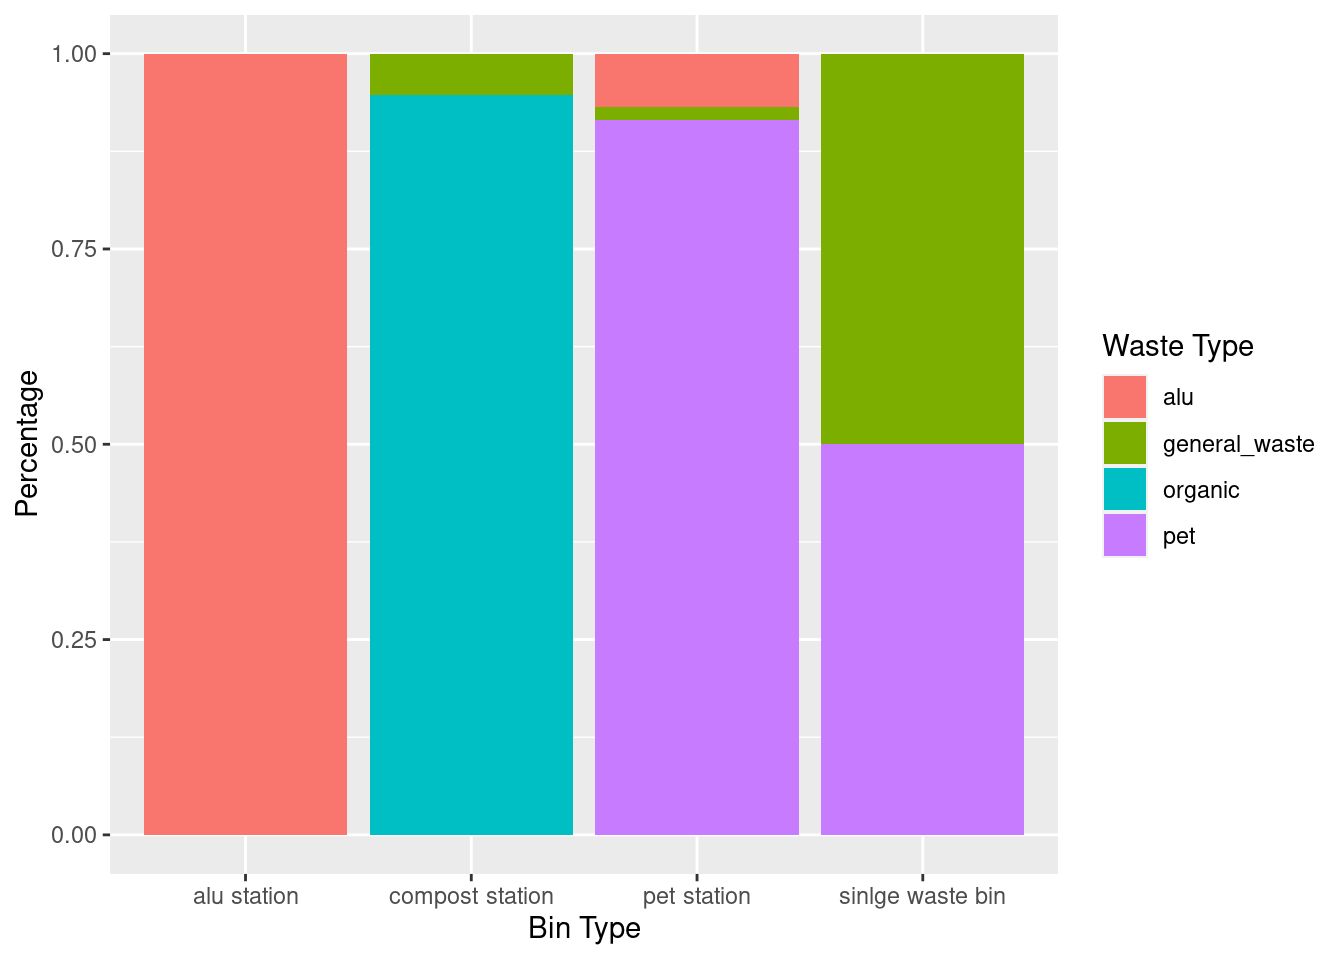 1.00
0.75
0.50
0.25
0.00
Percentage
alu station
compost station
pet station
sinlge waste bin
Bin Type
Waste Type
alu
general_waste
organic
pet